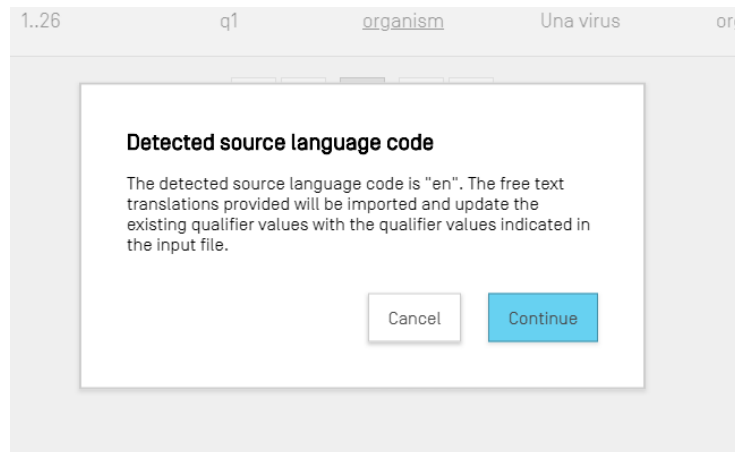 1..26 q1 organism Una virus
Detected source language code
The detected source language code is "en". The free text
translations provided will be imported and update the
existing qualifier values with the qualifier values indicated in
the input file.
Cancel Continue